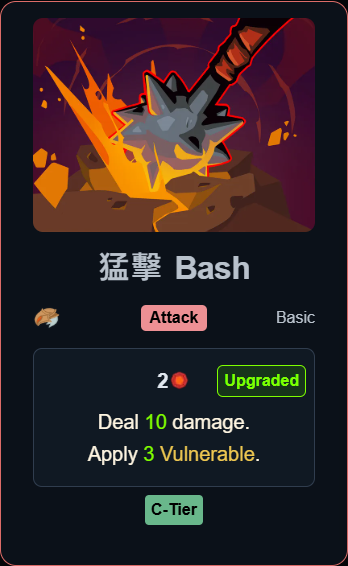 猛擊 Bash
Attack
Basic
2
Upgraded
Deal 10 damage.
Apply 3 Vulnerable.
C-Tier